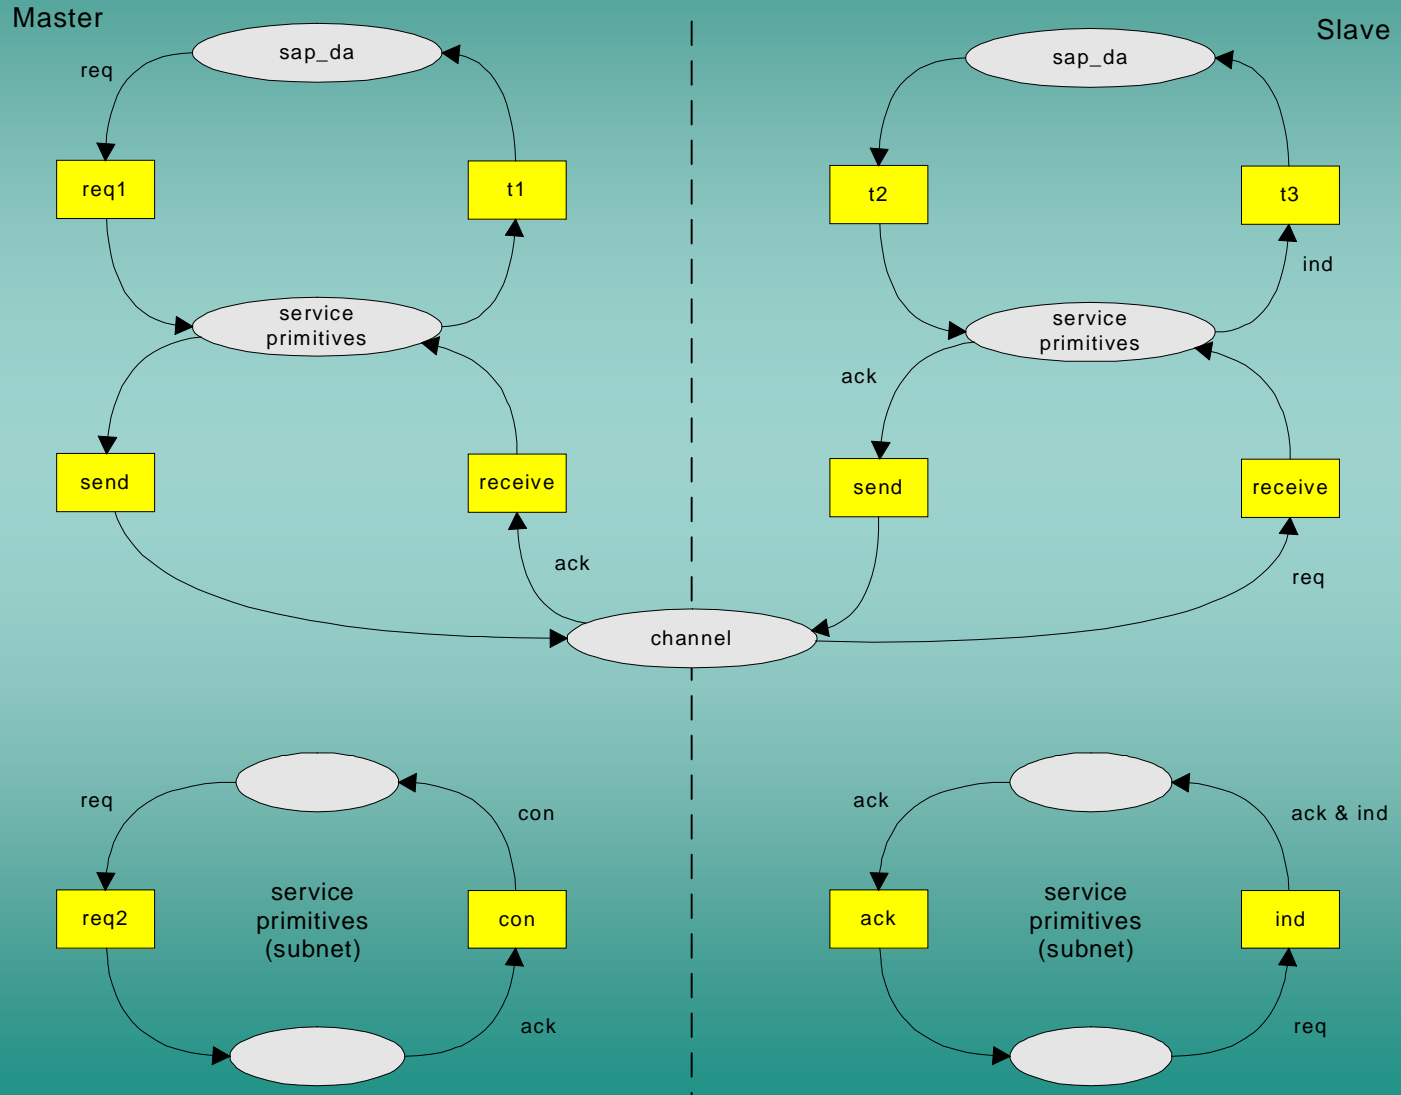 Master
Slave
sap_da
req
req1
t1
service
primitives
send
receive
ack
channel
sap_da
t2
t3
ind
service
primitives
ack
send
receive
req
req
con
service
primitives
(subnet)
req2
con
ack
ack
ack & ind
service
primitives
(subnet)
ack
ind
req